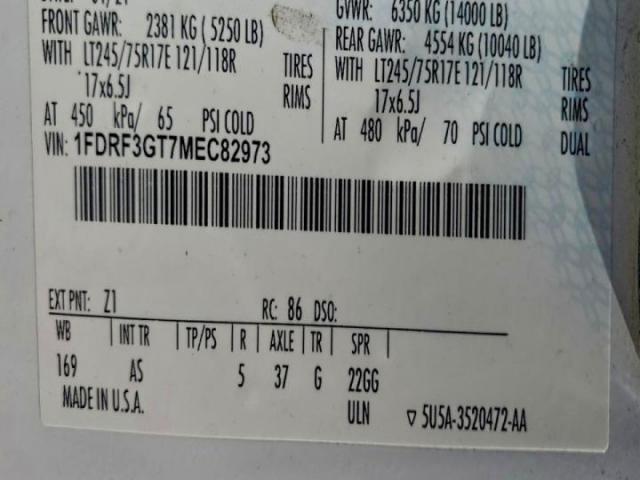 01/21
GVWR: 6350 KG (14000 LB)
FRONT GAWR: 2381 KG ( 5250 LB)
REAR GAWR: 4554 KG (10040 LB)
WITH LT245/75R17E 121/118R TIRES
WITH LT245/75R17E 121/118R TIRES
17x6.5J RIMS
17x6.5J RIMS
AT 450 kPa/ 65 PSI COLD
AT 480 kPa/ 70 PSI COLD DUAL
VIN: 1FDRF3GT7MEC82973
EXT PNT: Z1 RC: 86 DSO:
WB INT TR TP/PS R AXLE TR SPR
169 AS 5 37 G 22GG
MADE IN U.S.A. ULN ▽ 5U5A-3520472-AA